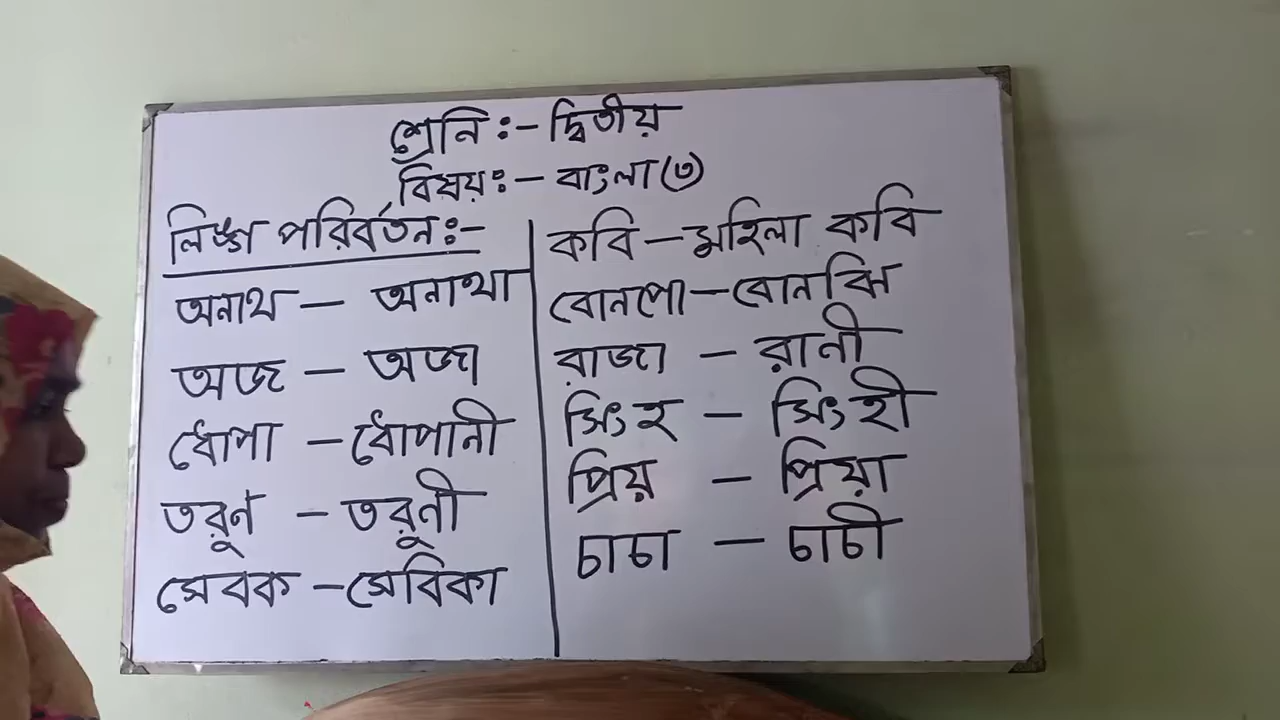 শ্রেনি ঃ- দ্বিতীয়
বিষয়ঃ- বাংলা (৩)
লিঙ্গ পরিবর্তনঃ-
অনাথ - অনাথা
অজ - অজা
ধোপা - ধোপানী
তরুণ - তরুণী
সেবক - সেবিকা
কবি - মহিলা কবি
বোনপো - বোনঝি
রাজা - রানী
সিংহ - সিংহী
প্রিয় - প্রিয়া
চাচা - চাচী